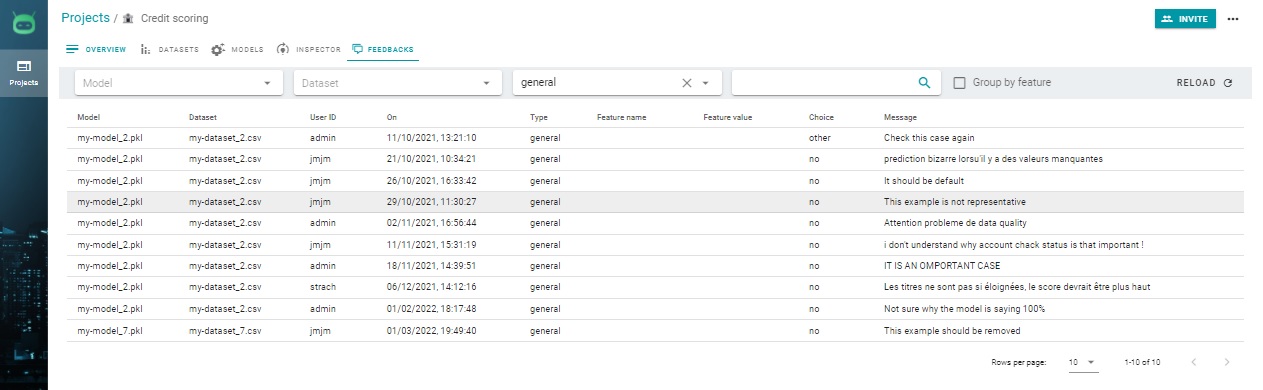 Projects / Credit scoring
INVITE
OVERVIEW DATASETS MODELS INSPECTOR FEEDBACKS
Projects
Model Dataset general Group by feature RELOAD
Model Dataset User ID On Type Feature name Feature value Choice Message
my-model_2.pkl my-dataset_2.csv admin 11/10/2021, 13:21:10 general other Check this case again
my-model_2.pkl my-dataset_2.csv jmjm 21/10/2021, 10:34:21 general no prediction bizarre lorsu'il y a des valeurs manquantes
my-model_2.pkl my-dataset_2.csv jmjm 26/10/2021, 16:33:42 general no It should be default
my-model_2.pkl my-dataset_2.csv jmjm 29/10/2021, 11:30:27 general no This example is not representative
my-model_2.pkl my-dataset_2.csv admin 02/11/2021, 16:56:44 general no Attention probleme de data quality
my-model_2.pkl my-dataset_2.csv jmjm 11/11/2021, 15:31:19 general no i don't understand why account chack status is that important !
my-model_2.pkl my-dataset_2.csv admin 18/11/2021, 14:39:51 general no IT IS AN OMPORTANT CASE
my-model_2.pkl my-dataset_2.csv strach 06/12/2021, 14:12:16 general no Les titres ne sont pas si éloignées, le score devrait être plus haut
my-model_2.pkl my-dataset_2.csv admin 01/02/2022, 18:17:48 general no Not sure why the model is saying 100%
my-model_7.pkl my-dataset_7.csv jmjm 01/03/2022, 19:49:40 general no This example should be removed
Rows per page: 10 1-10 of 10